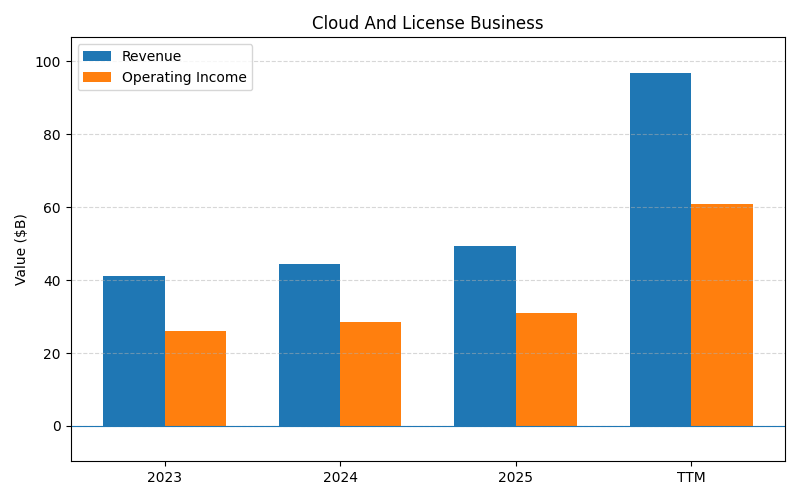 Cloud And License Business
Revenue
Operating Income
Value ($B)
100
80
60
40
20
0
2023
2024
2025
TTM